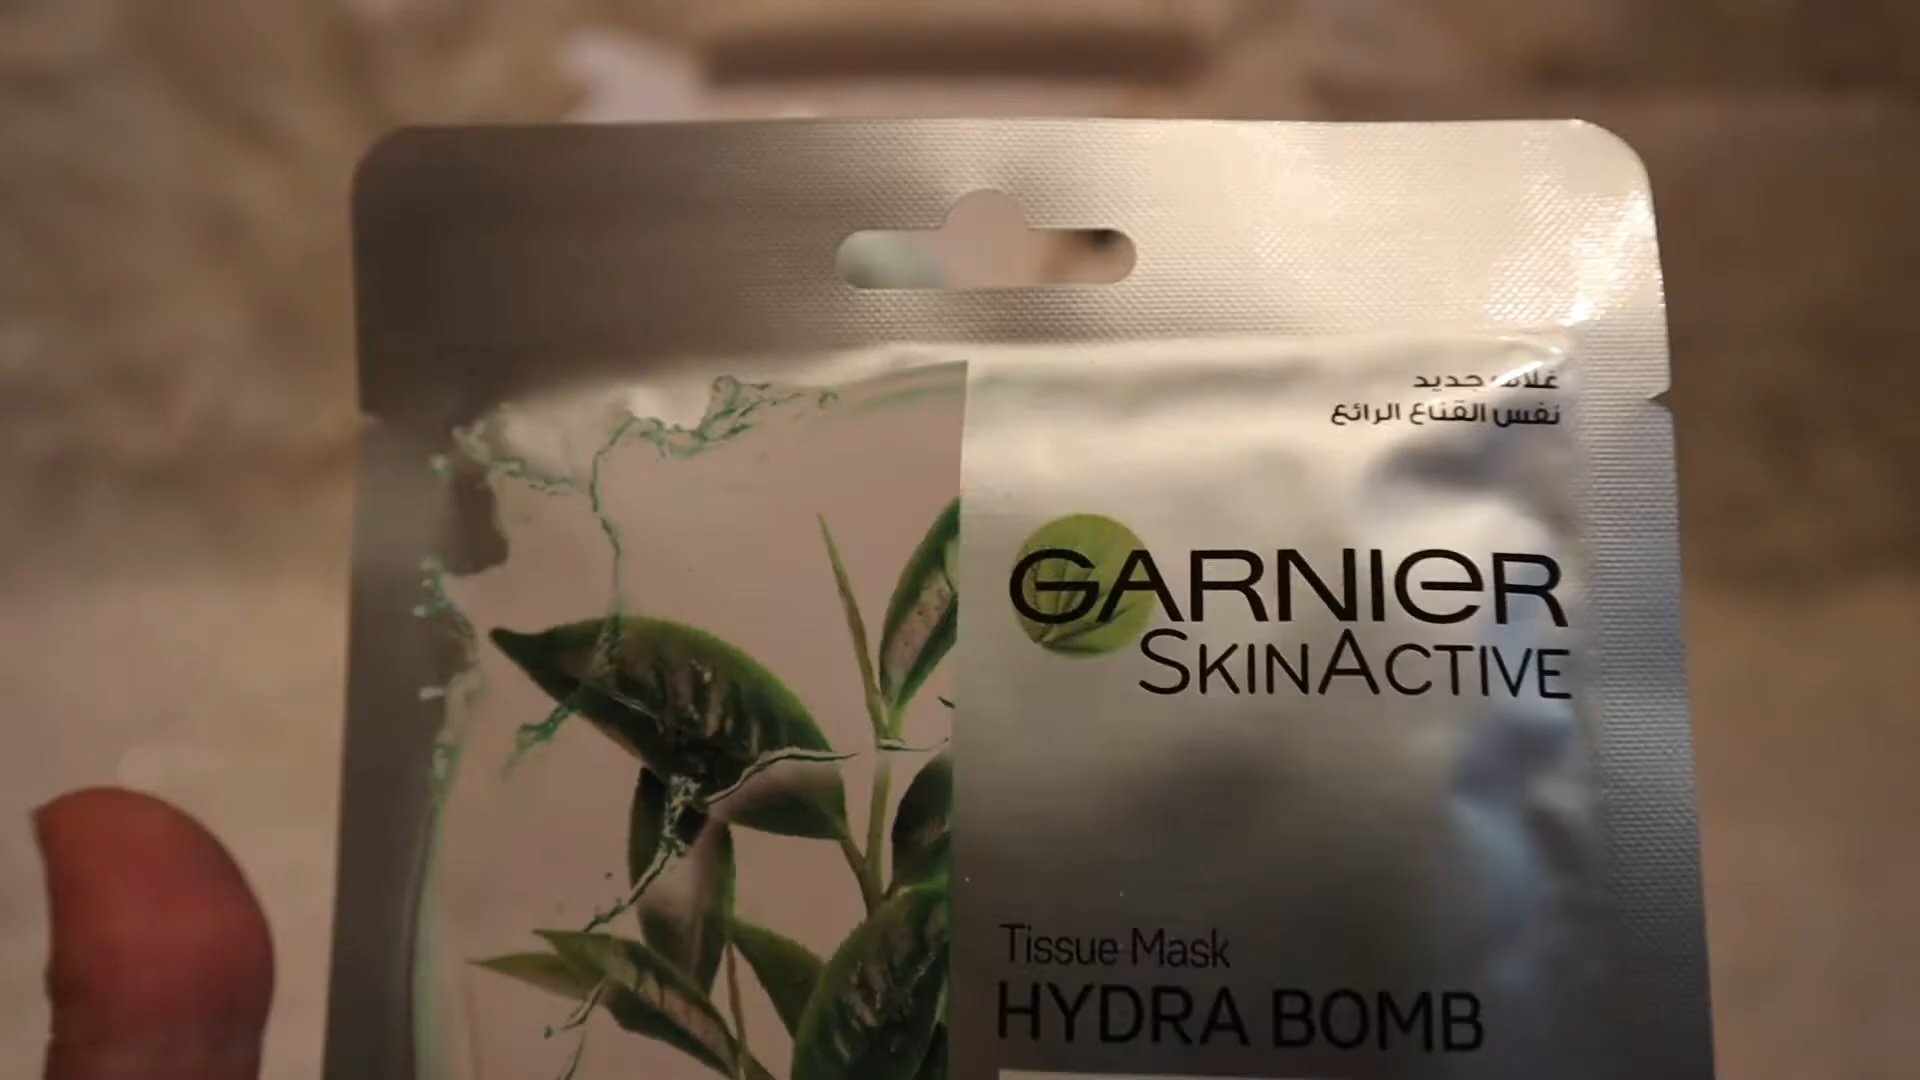 غلاف جديد
نفس القناع الرائع
GARNIER
SKINACTIVE
Tissue Mask
HYDRA BOMB